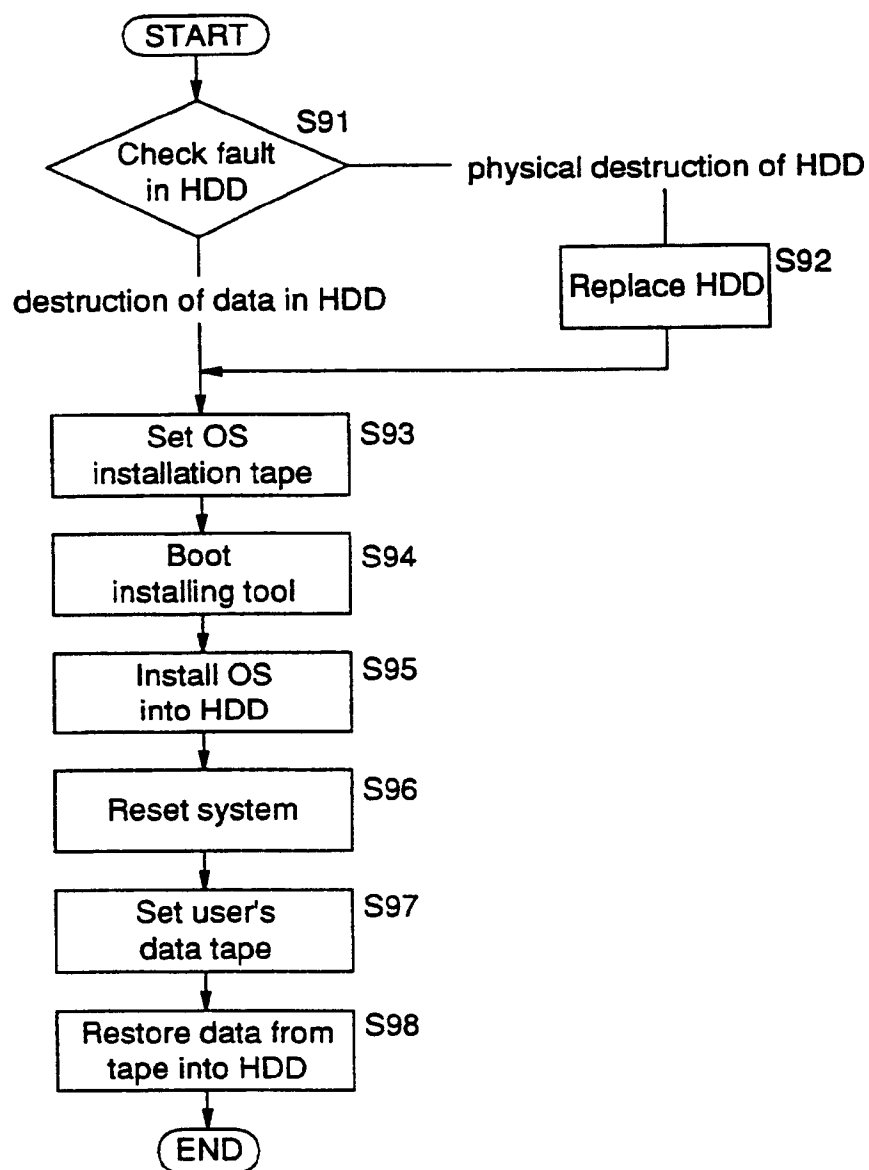 START
S91
Check fault
in HDD
physical destruction of HDD
S92
Replace HDD
destruction of data in HDD
Set OS
installation tape
S93
Boot
installing tool
S94
Install OS
into HDD
S95
Reset system
S96
Set user's
data tape
S97
Restore data from
tape into HDD
S98
END